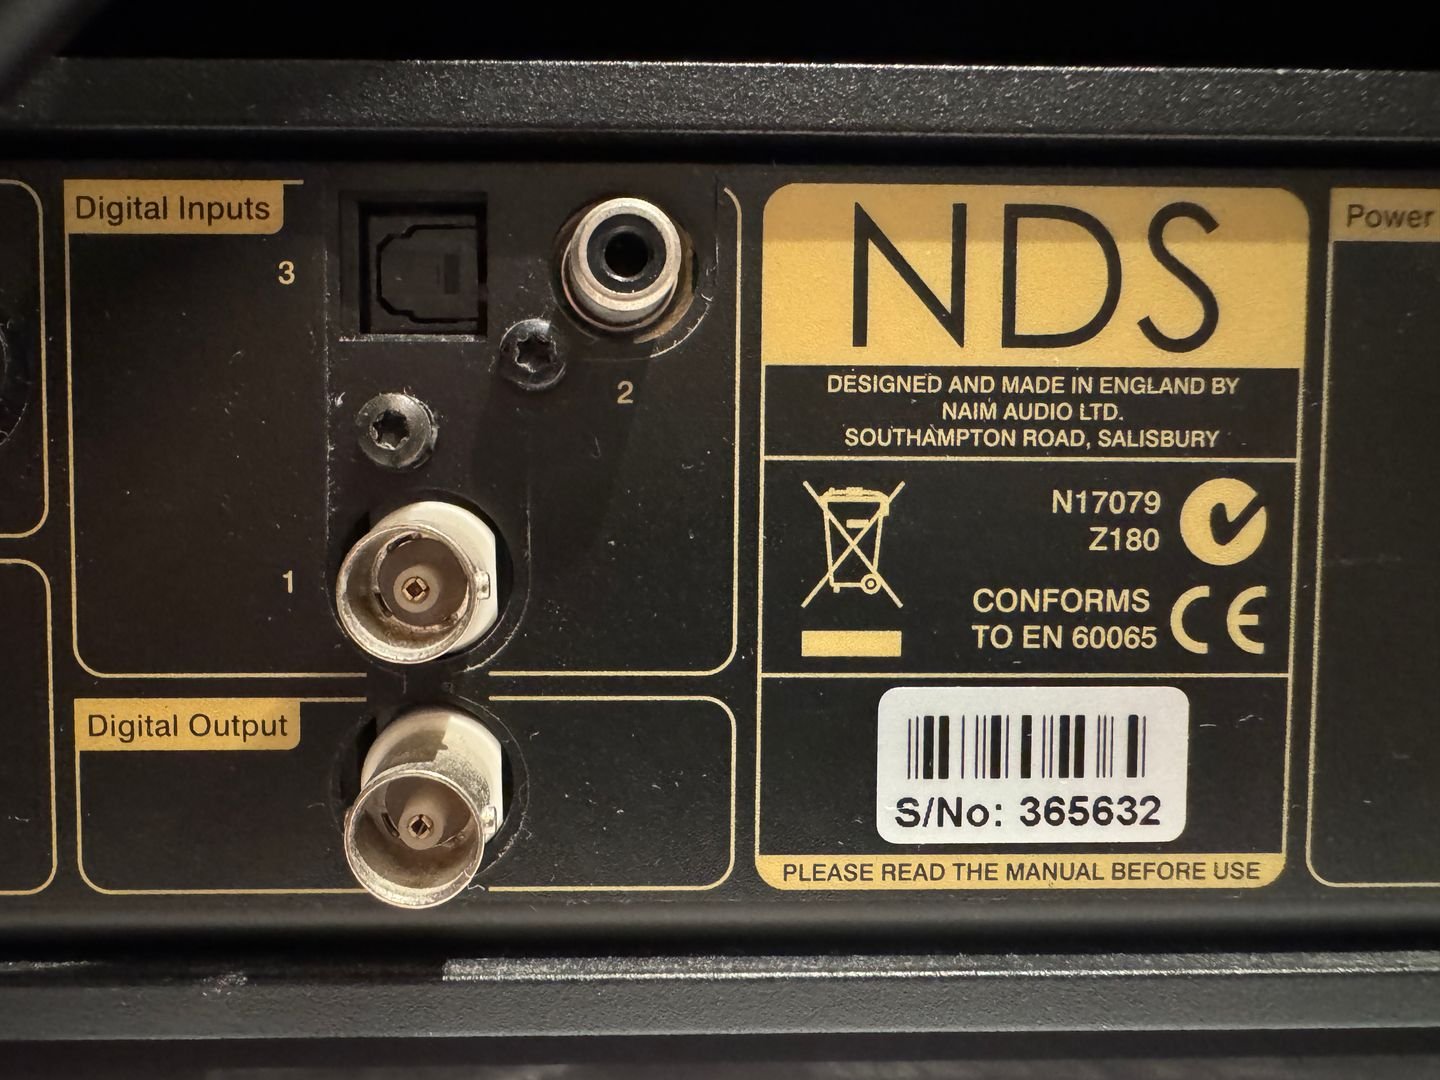 Digital Inputs
3
2
1
Digital Output
NDS
DESIGNED AND MADE IN ENGLAND BY
NAIM AUDIO LTD.
SOUTHAMPTON ROAD, SALISBURY
N17079
Z180
CONFORMS
TO EN 60065
CE
S/No: 365632
PLEASE READ THE MANUAL BEFORE USE
Power